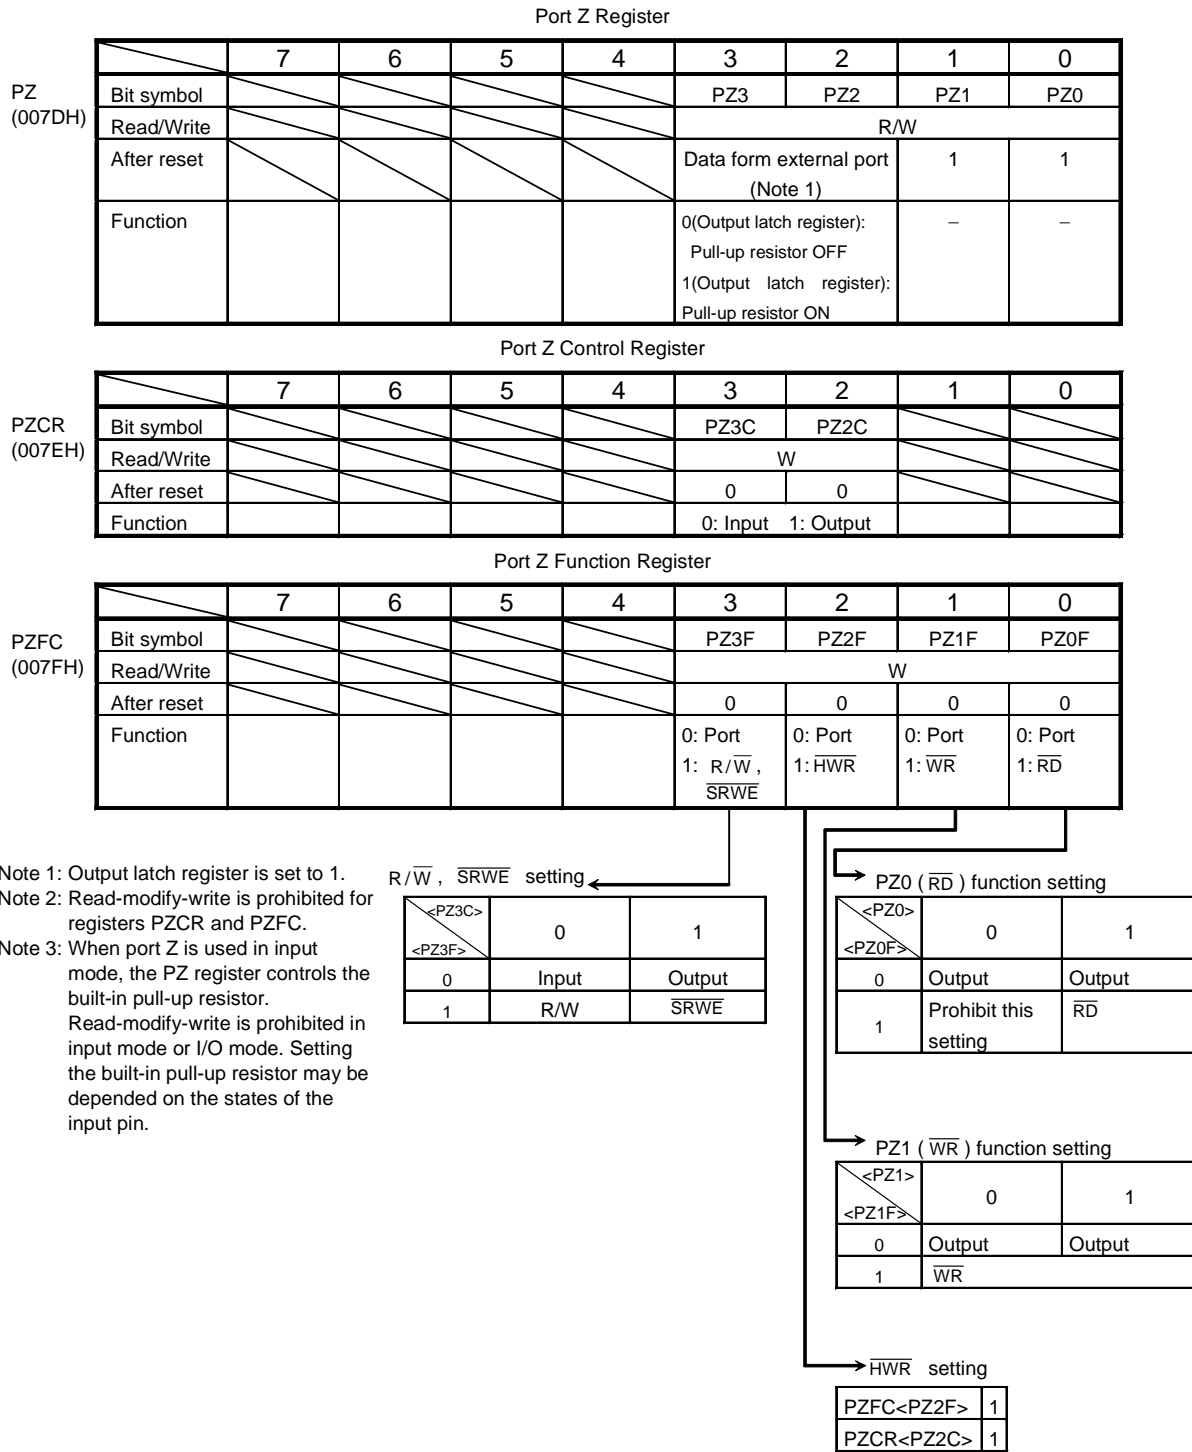 Port Z Register
7 6 5 4 3 2 1 0
PZ
(007DH)
Bit symbol PZ3 PZ2 PZ1 PZ0
Read/Write R/W
After reset Data form external port 1 1
(Note 1)
Function 0(Output latch register): – –
Pull-up resistor OFF
1(Output latch register):
Pull-up resistor ON
Port Z Control Register
7 6 5 4 3 2 1 0
PZCR
(007EH)
Bit symbol PZ3C PZ2C
Read/Write W
After reset 0 0
Function 0: Input 1: Output
Port Z Function Register
7 6 5 4 3 2 1 0
PZFC
(007FH)
Bit symbol PZ3F PZ2F PZ1F PZ0F
Read/Write W
After reset 0 0 0 0
Function 0: Port 0: Port 0: Port 0: Port
1: R/W̅, 1: H̅W̅R̅ 1: W̅R̅ 1: R̅D̅
S̅R̅W̅E̅
Note 1: Output latch register is set to 1.
Note 2: Read-modify-write is prohibited for
registers PZCR and PZFC.
Note 3: When port Z is used in input
mode, the PZ register controls the
built-in pull-up resistor.
Read-modify-write is prohibited in
input mode or I/O mode. Setting
the built-in pull-up resistor may be
depended on the states of the
input pin.
R/W̅, S̅R̅W̅E̅ setting
<PZ3C> 0 1
<PZ3F>
0 Input Output
1 R/W S̅R̅W̅E̅
PZ0 (R̅D̅) function setting
<PZ0> 0 1
<PZ0F>
0 Output Output
1 Prohibit this R̅D̅
setting
PZ1 (W̅R̅) function setting
<PZ1> 0 1
<PZ1F>
0 Output Output
1 W̅R̅
H̅W̅R̅ setting
PZFC<PZ2F> 1
PZCR<PZ2C> 1